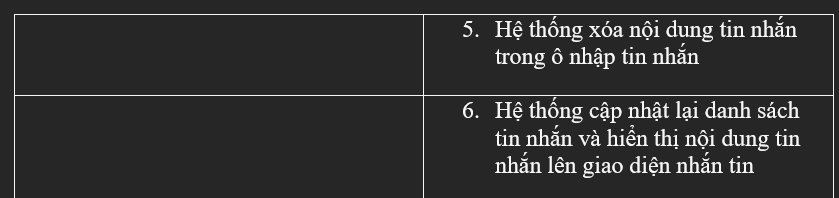 5. Hệ thống xóa nội dung tin nhắn
trong ô nhập tin nhắn
6. Hệ thống cập nhật lại danh sách
tin nhắn và hiển thị nội dung tin
nhắn lên giao diện nhắn tin